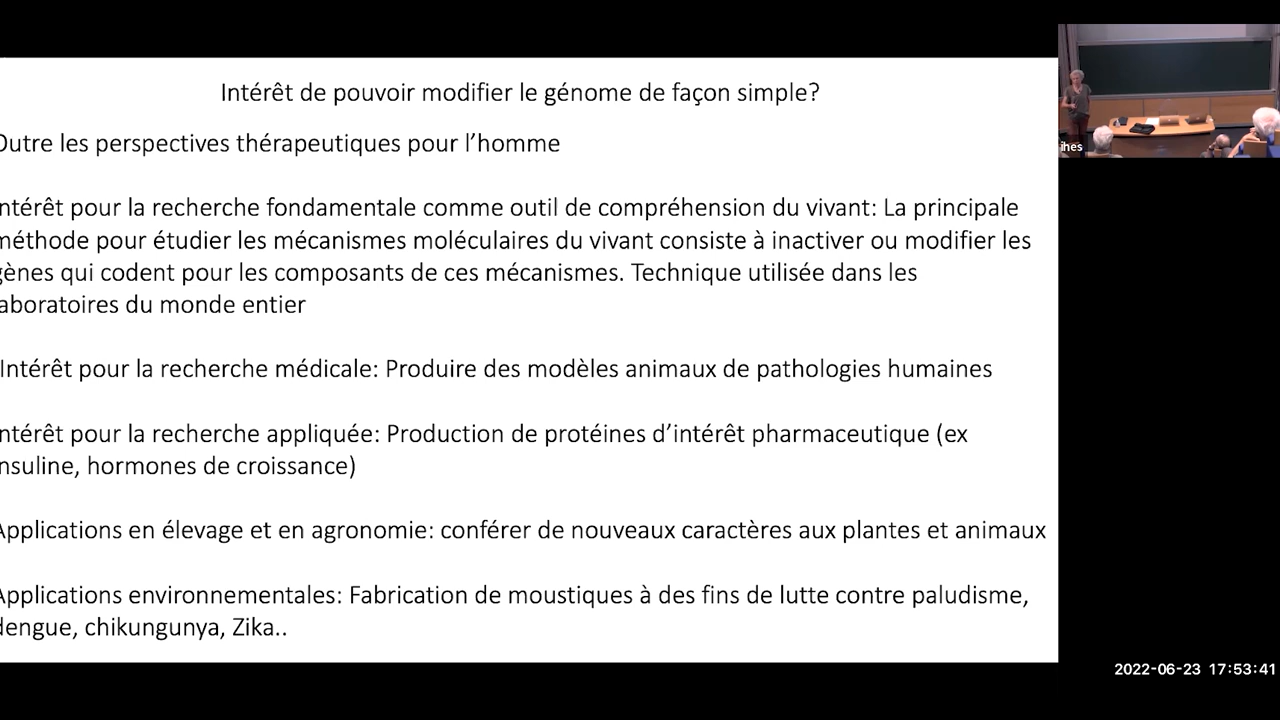 Intérêt de pouvoir modifier le génome de façon simple?
Outre les perspectives thérapeutiques pour l'homme
ntérêt pour la recherche fondamentale comme outil de compréhension du vivant: La principale
méthode pour étudier les mécanismes moléculaires du vivant consiste à inactiver ou modifier les
gènes qui codent pour les composants de ces mécanismes. Technique utilisée dans les
laboratoires du monde entier
Intérêt pour la recherche médicale: Produire des modèles animaux de pathologies humaines
ntérêt pour la recherche appliquée: Production de protéines d'intérêt pharmaceutique (ex
nsuline, hormones de croissance)
Applications en élevage et en agronomie: conférer de nouveaux caractères aux plantes et animaux
Applications environnementales: Fabrication de moustiques à des fins de lutte contre paludisme,
dengue, chikungunya, Zika..
ihes
2022-06-23 17:53:41